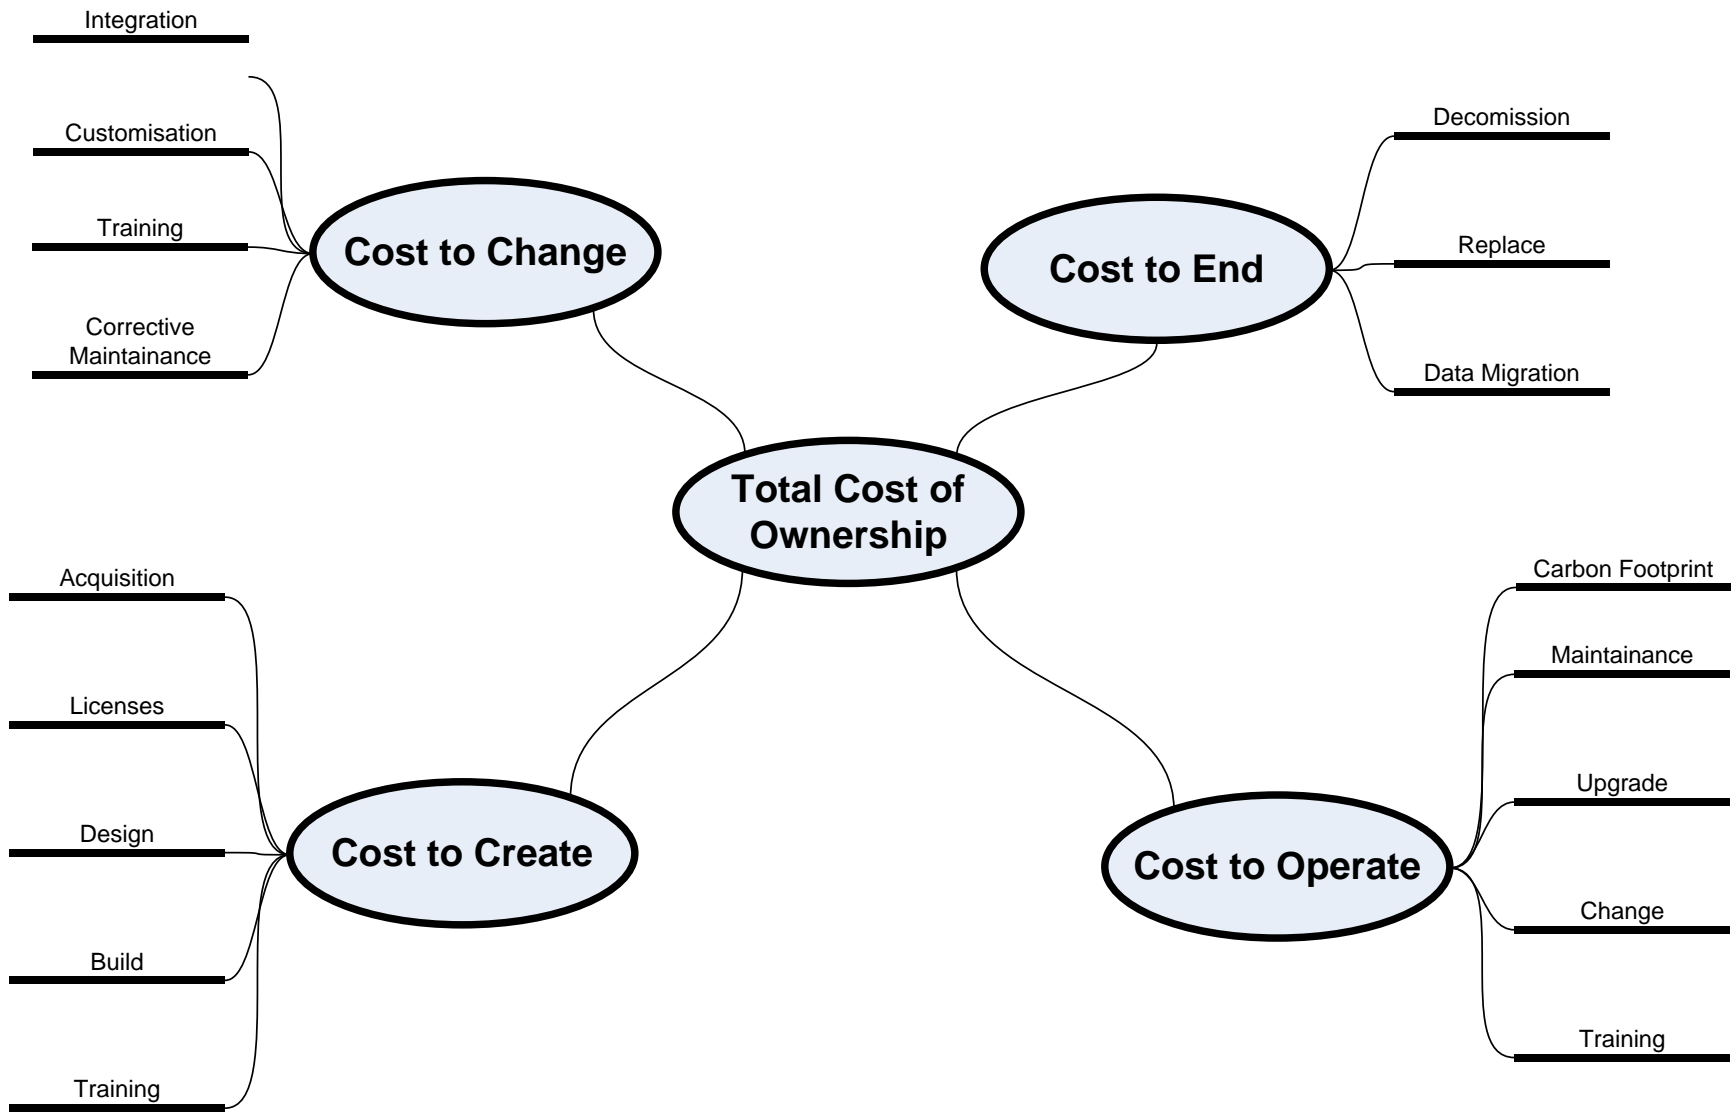 Integration
Customisation
Training
Corrective
Maintainance
Cost to Change
Decomission
Replace
Data Migration
Cost to End
Total Cost of
Ownership
Acquisition
Licenses
Design
Build
Training
Cost to Create
Carbon Footprint
Maintainance
Upgrade
Change
Training
Cost to Operate